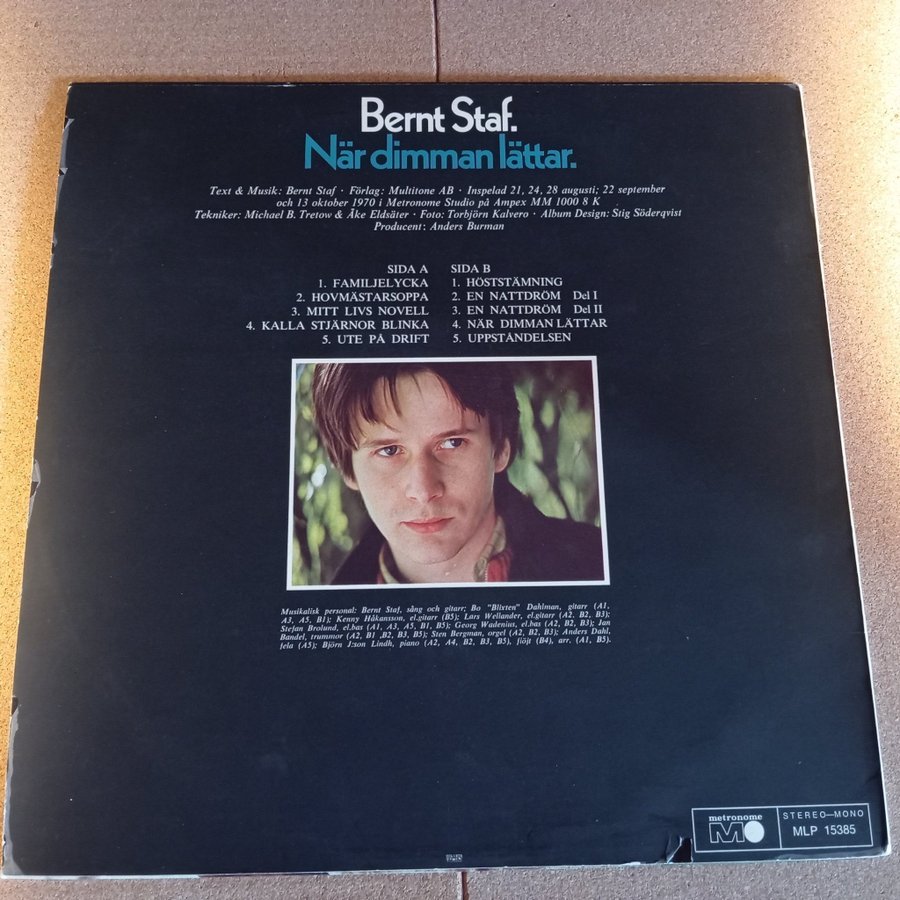 Bernt Staf.
När dimman lättar.
Text & Musik: Bernt Staf · Förlag: Multitone AB · Inspelad 21, 24, 28 augusti; 22 september
och 13 oktober 1970 i Metronome Studio på Ampex MM 1000 8 K
Tekniker: Michael B. Tretow & Åke Eldsäter · Foto: Torbjörn Kalvero · Album Design: Stig Söderqvist
Producent: Anders Burman
SIDA A
1. FAMILJELYCKA
2. HOVMÄSTARSOPPA
3. MITT LIVS NOVELL
4. KALLA STJÄRNOR BLINKA
5. UTE PÅ DRIFT
SIDA B
1. HÖSTSTÄMNING
2. EN NATTDRÖM Del I
3. EN NATTDRÖM Del II
4. NÄR DIMMAN LÄTTAR
5. UPPSTÅNDELSEN
Musikalisk personal: Bernt Staf, sång och gitarr; Bo "Blixten" Dahlman, gitarr (A1,
A3, A5, B1); Kenny Håkansson, el.gitarr (B5); Lars Wellander, el.gitarr (A2, B2, B3); Jan
Stefan Brolund, el.bas (A1, A3, A5, B1, B5); Georg Wadenius, el.bas (A2, B2, B3); Jan
Bandel, trummor (A2, B1 ,B2, B3, B5); Sten Bergman, orgel (A2, B2, B3); Anders Dahl,
fela (A5); Björn J:son Lindh, piano (A2, A4, B2, B3, B5), flöjt (B4), arr. (A1, B5).
metronome
STEREO—MONO
MLP 15385